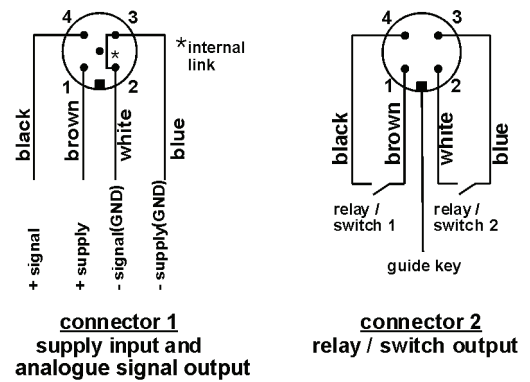 4
3
1
2
*
*internal
link
black
brown
white
blue
+ signal
+ supply
- signal(GND)
- supply(GND)
connector 1
supply input and
analogue signal output
4
3
1
2
black
brown
white
blue
relay /
switch 1
relay /
switch 2
guide key
connector 2
relay / switch output